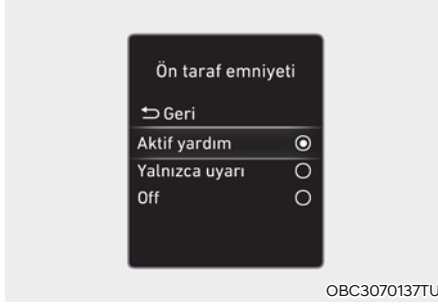 Ön taraf emniyeti
Geri
Aktif yardım
Yalnızca uyarı
Off
OBC3070137TU